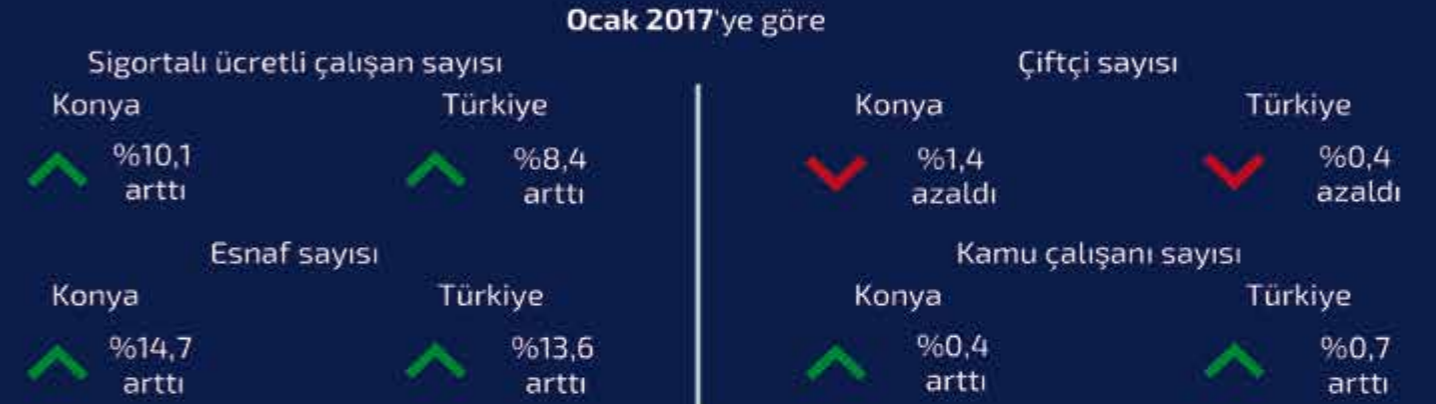 Ocak 2017'ye göre
Sigortalı ücretli çalışan sayısı
Konya Türkiye
%10,1 arttı
%8,4 arttı
Esnaf sayısı
Konya Türkiye
%14,7 arttı
%13,6 arttı
Çiftçi sayısı
Konya Türkiye
%1,4 azaldı
%0,4 azaldı
Kamu çalışanı sayısı
Konya Türkiye
%0,4 arttı
%0,7 arttı